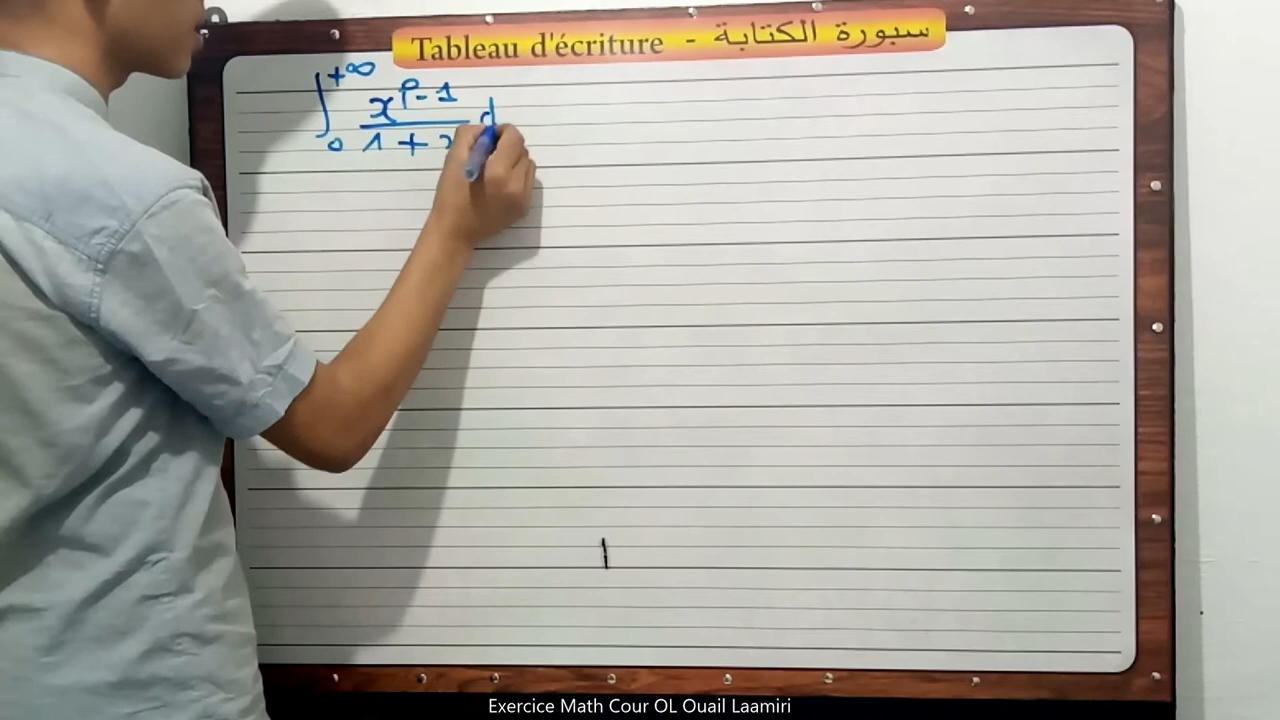 Tableau d'écriture - سبورة الكتابة
∫₀^{+∞} x^{p-1} / (1 + x) d
Exercice Math Cour OL Ouail Laamiri